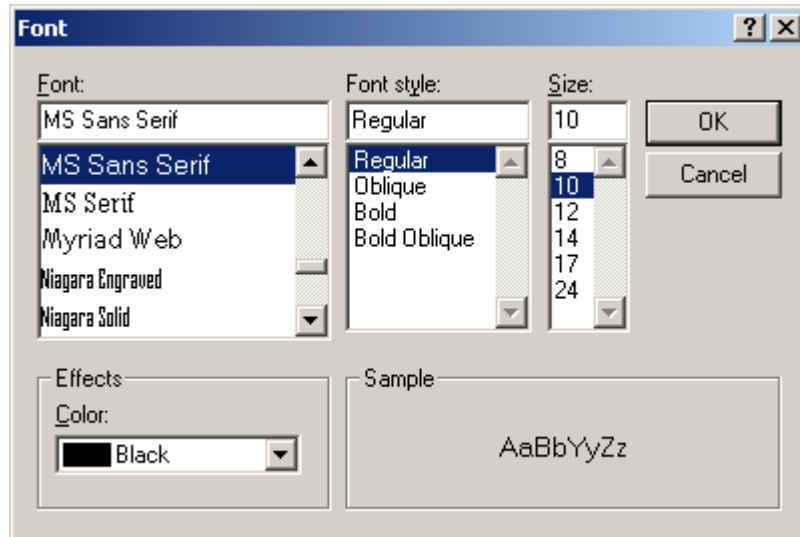 Font
Font:
MS Sans Serif
MS Sans Serif
MS Serif
Myriad Web
Niagara Engraved
Niagara Solid
Font style:
Regular
Regular
Oblique
Bold
Bold Oblique
Size:
10
8
10
12
14
17
24
OK
Cancel
Effects
Color:
Black
Sample
AaBbYyZz